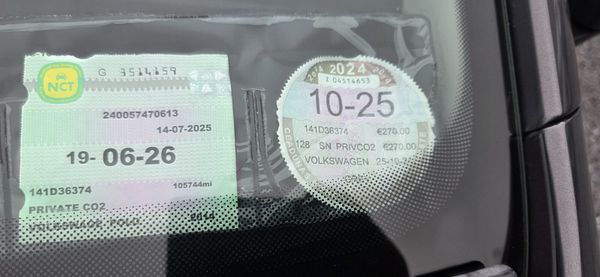 NCT
G 3514159
240057470613
14-07-2025
19- 06-26
141D36374
105744mi
PRIVATE CO2
2014
2024
Z 04514653
10-25
141D36374 €270.00
128 SN PRIVCO2 €270.00
VOLKSWAGEN 25-10-